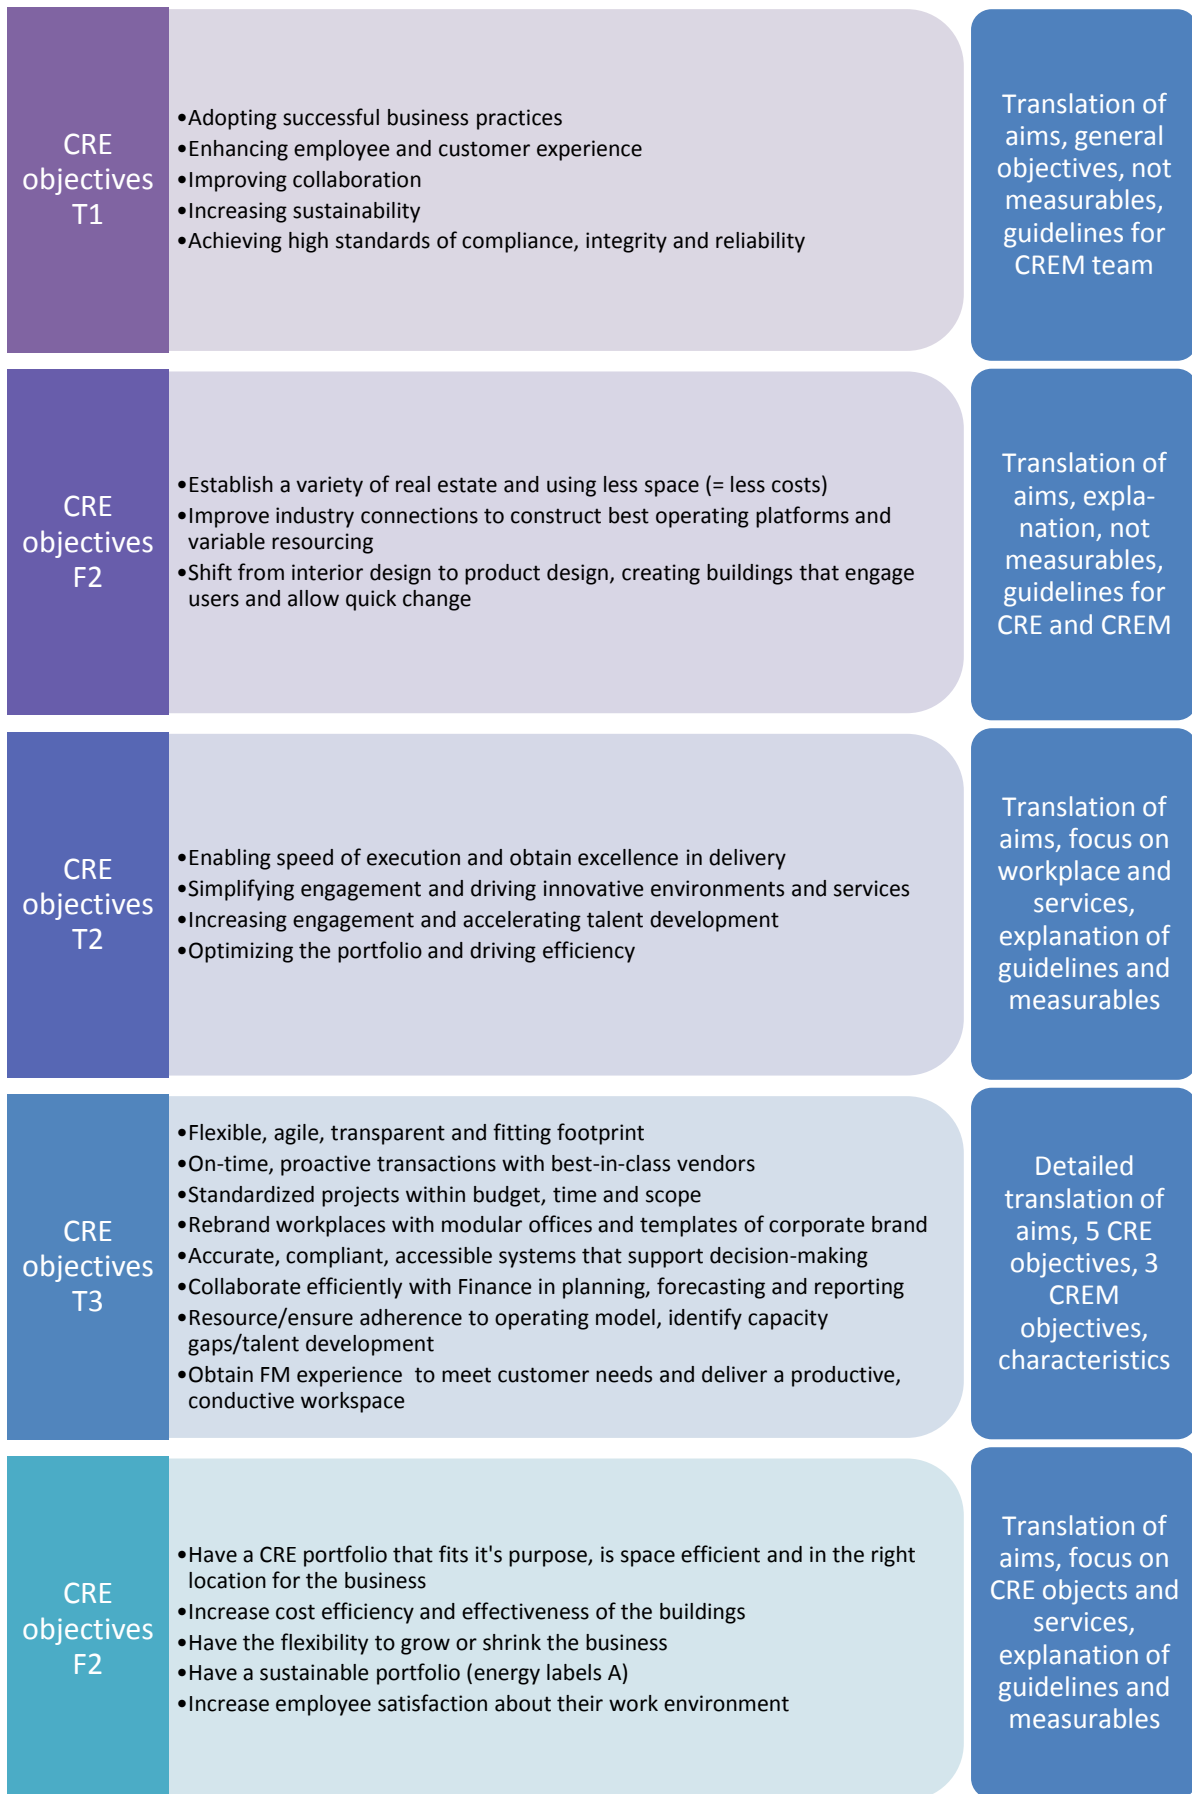 CRE
objectives
T1
•Adopting successful business practices
•Enhancing employee and customer experience
•Improving collaboration
•Increasing sustainability
•Achieving high standards of compliance, integrity and reliability
Translation of
aims, general
objectives, not
measurables,
guidelines for
CREM team
CRE
objectives
F2
•Establish a variety of real estate and using less space (= less costs)
•Improve industry connections to construct best operating platforms and
variable resourcing
•Shift from interior design to product design, creating buildings that engage
users and allow quick change
Translation of
aims, expla-
nation, not
measurables,
guidelines for
CRE and CREM
CRE
objectives
T2
•Enabling speed of execution and obtain excellence in delivery
•Simplifying engagement and driving innovative environments and services
•Increasing engagement and accelerating talent development
•Optimizing the portfolio and driving efficiency
Translation of
aims, focus on
workplace and
services,
explanation of
guidelines and
measurables
CRE
objectives
T3
•Flexible, agile, transparent and fitting footprint
•On-time, proactive transactions with best-in-class vendors
•Standardized projects within budget, time and scope
•Rebrand workplaces with modular offices and templates of corporate brand
•Accurate, compliant, accessible systems that support decision-making
•Collaborate efficiently with Finance in planning, forecasting and reporting
•Resource/ensure adherence to operating model, identify capacity
gaps/talent development
•Obtain FM experience  to meet customer needs and deliver a productive,
conductive workspace
Detailed
translation of
aims, 5 CRE
objectives, 3
CREM
objectives,
characteristics
CRE
objectives
F2
•Have a CRE portfolio that fits it's purpose, is space efficient and in the right
location for the business
•Increase cost efficiency and effectiveness of the buildings
•Have the flexibility to grow or shrink the business
•Have a sustainable portfolio (energy labels A)
•Increase employee satisfaction about their work environment
Translation of
aims, focus on
CRE objects and
services,
explanation of
guidelines and
measurables